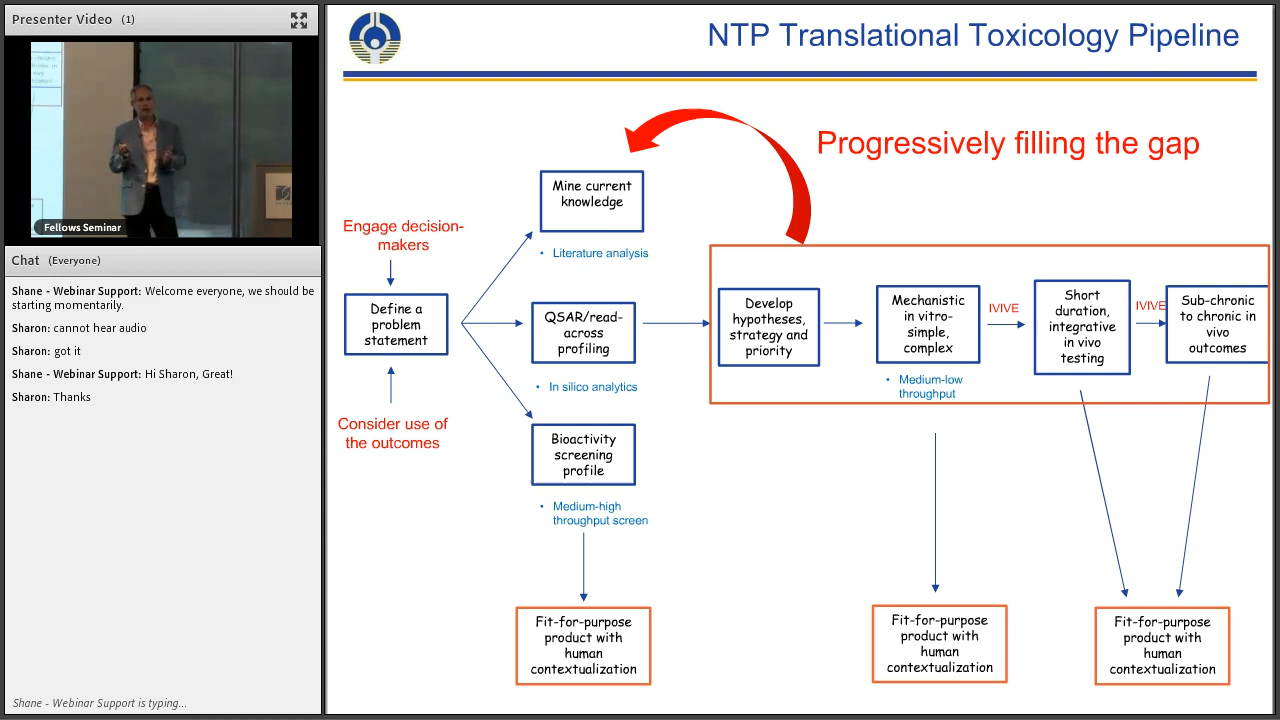 Presenter Video (1)
Fellows Seminar
Chat (Everyone)
Shane - Webinar Support: Welcome everyone, we should be
starting momentarily.
Sharon: cannot hear audio
Sharon: got it
Shane - Webinar Support: Hi Sharon, Great!
Sharon: Thanks
Shane - Webinar Support is typing...
NTP Translational Toxicology Pipeline
Progressively filling the gap
Engage decision-
makers
Define a
problem
statement
Consider use of
the outcomes
Mine current
knowledge
• Literature analysis
QSAR/read-
across
profiling
• In silico analytics
Bioactivity
screening
profile
• Medium-high
throughput screen
Develop
hypotheses,
strategy and
priority
Mechanistic
in vitro-
simple,
complex
• Medium-low
throughput
IVIVE
Short
duration,
integrative
in vivo
testing
IVIVE
Sub-chronic
to chronic in
vivo
outcomes
Fit-for-purpose
product with
human
contextualization
Fit-for-purpose
product with
human
contextualization
Fit-for-purpose
product with
human
contextualization